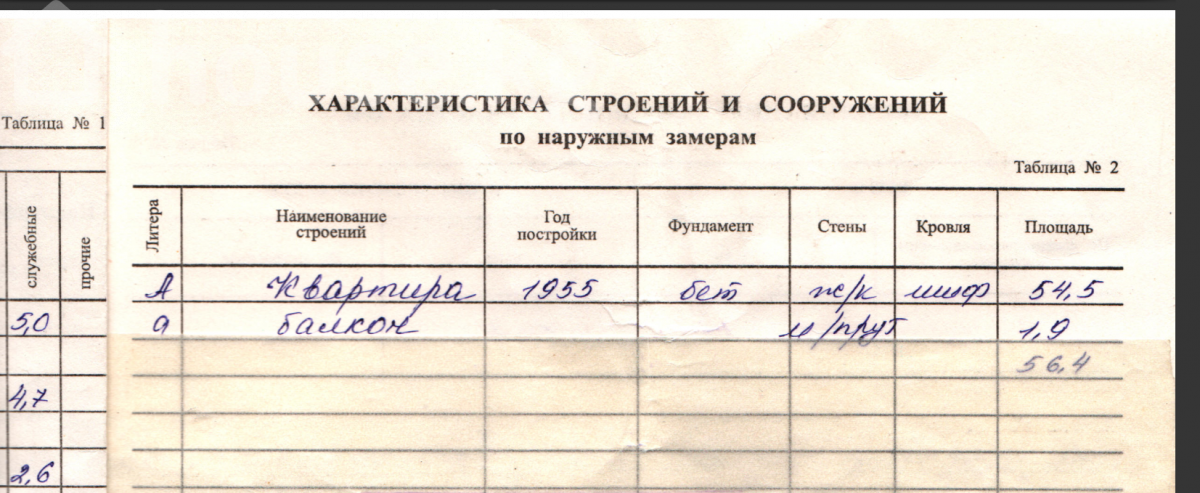 Таблица № 1
служебные
прочие
5,0
4,7
2,6
ХАРАКТЕРИСТИКА СТРОЕНИЙ И СООРУЖЕНИЙ
по наружным замерам
Таблица № 2
Литера Наименование строений Год постройки Фундамент Стены Кровля Площадь
А Квартира 1955 бет ж/к шиф 54,5
а балкон м/прут 1,9
56,4